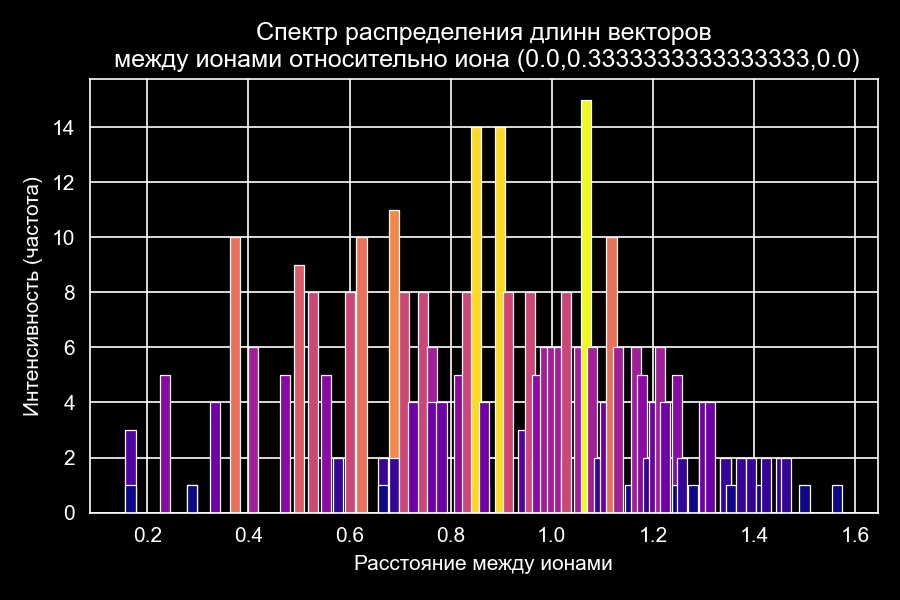 Спектр распределения длинн векторов
между ионами относительно иона (0.0,0.3333333333333333,0.0)
Интенсивность (частота)
14
12
10
8
6
4
2
0
0.2 0.4 0.6 0.8 1.0 1.2 1.4 1.6
Расстояние между ионами